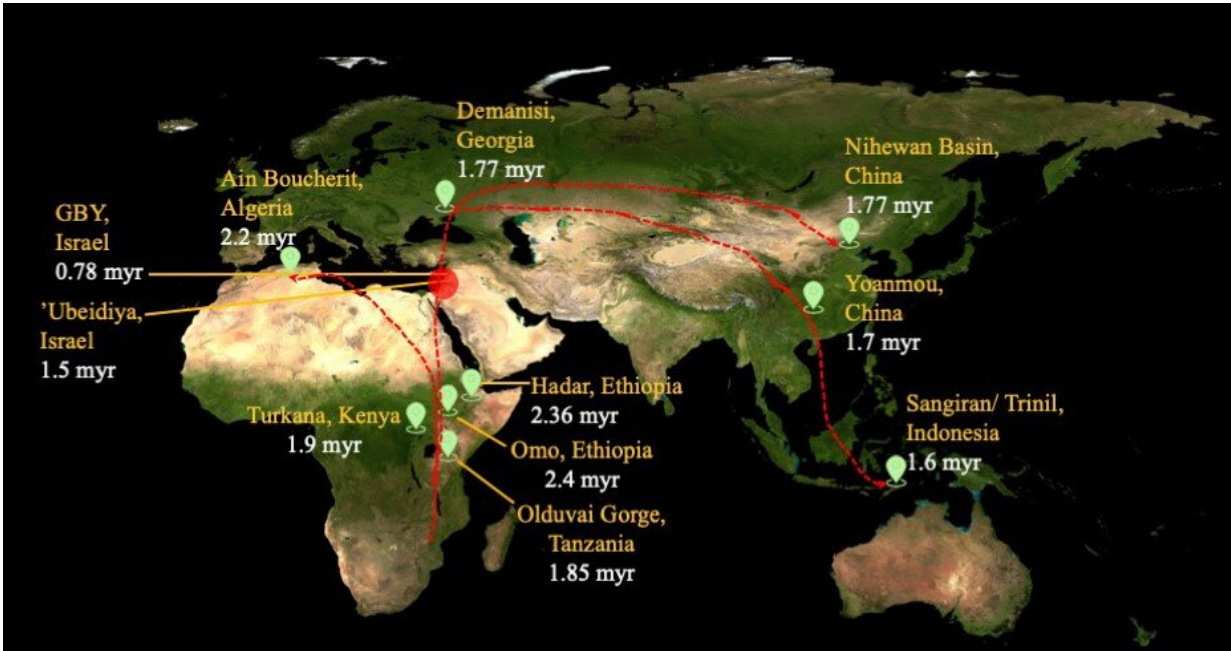 Demanisi,
Georgia
1.77 myr
Nihewan Basin,
China
1.77 myr
Ain Boucherit,
Algeria
2.2 myr
GBY,
Israel
0.78 myr
’Ubeidiya,
Israel
1.5 myr
Yoanmou,
China
1.7 myr
Hadar, Ethiopia
2.36 myr
Turkana, Kenya
1.9 myr
Omo, Ethiopia
2.4 myr
Sangiran/ Trinil,
Indonesia
1.6 myr
Olduvai Gorge,
Tanzania
1.85 myr